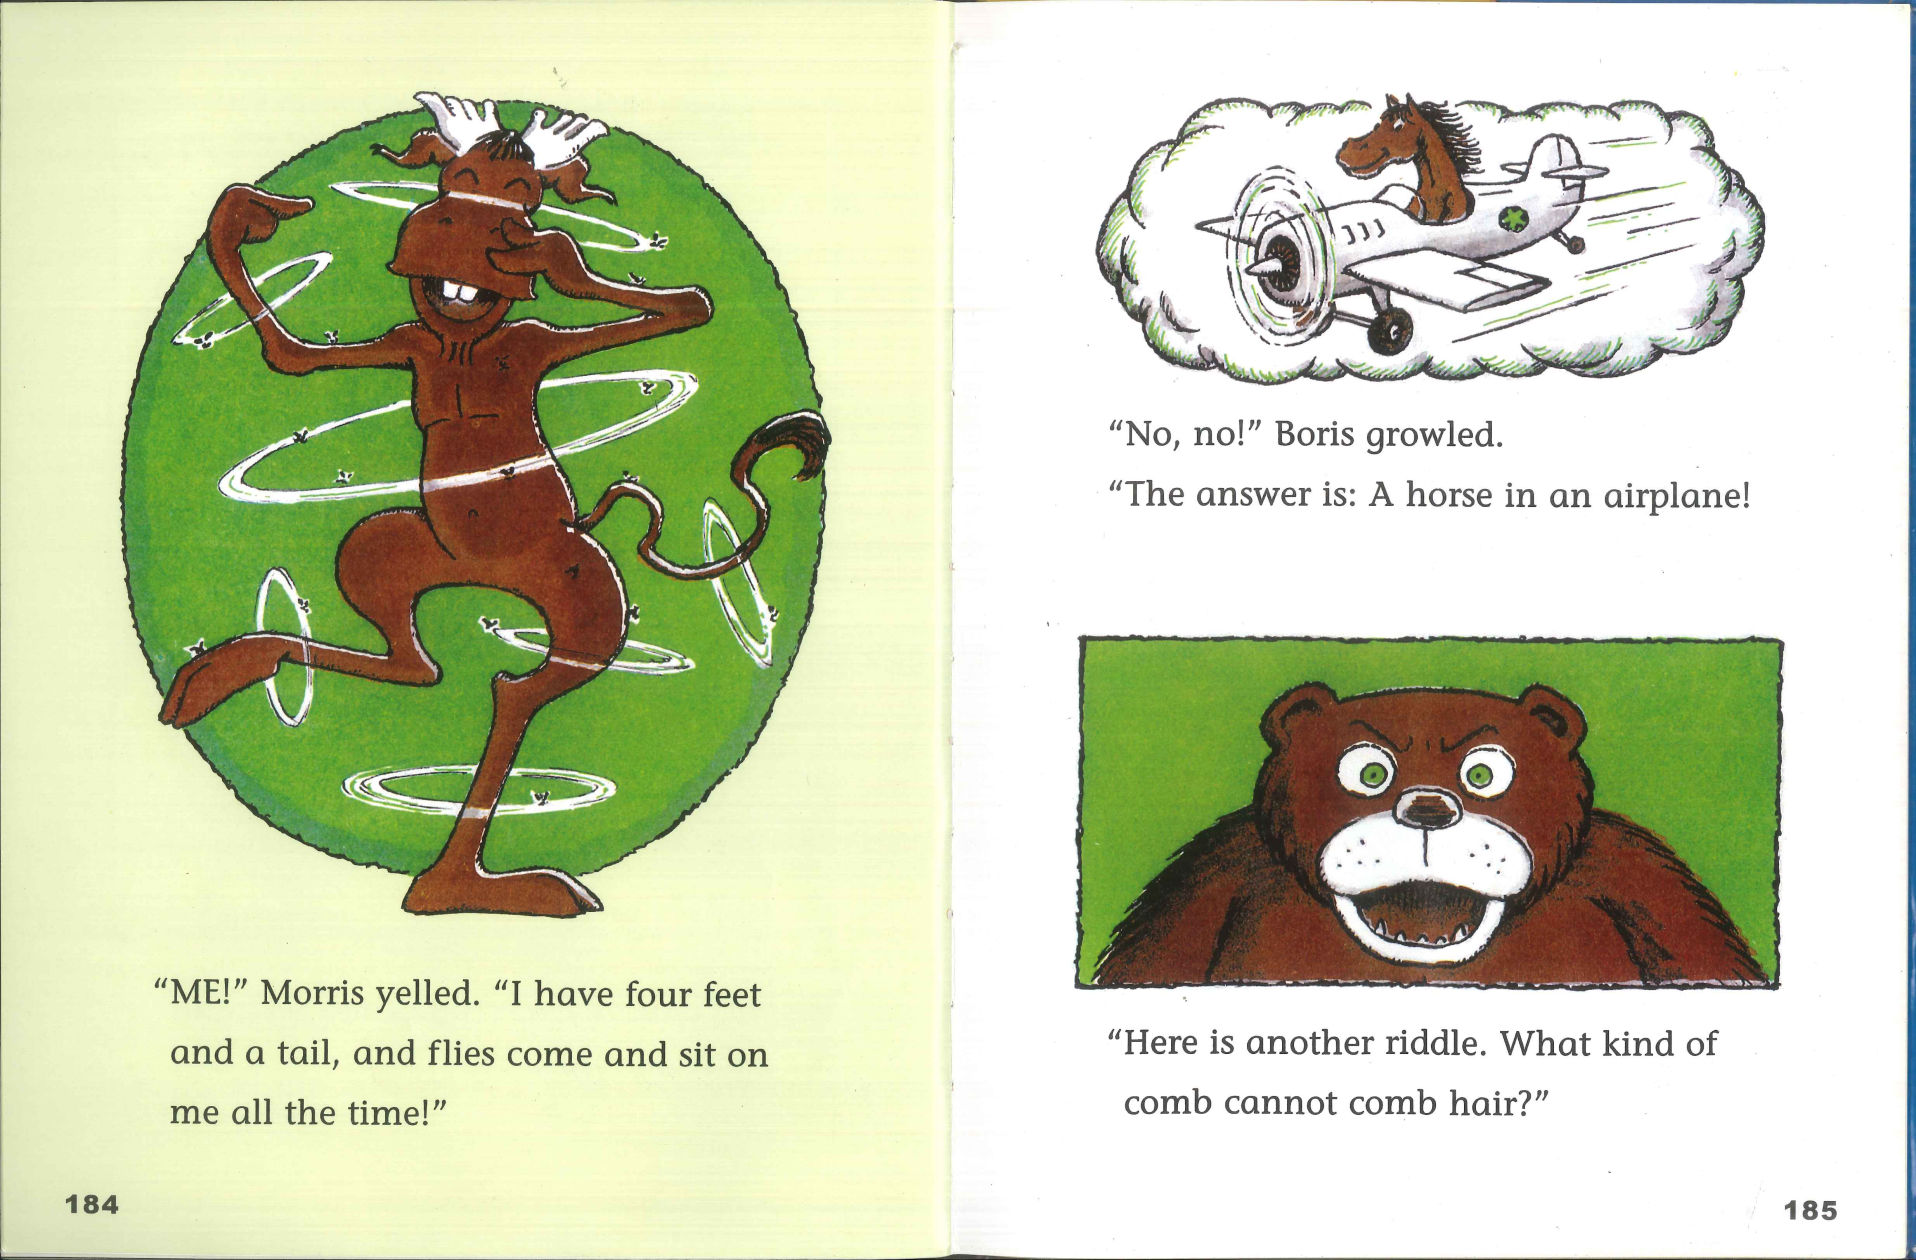 “ME!” Morris yelled. “I have four feet
and a tail, and flies come and sit on
me all the time!”
184
“No, no!” Boris growled.
“The answer is: A horse in an airplane!
“Here is another riddle. What kind of
comb cannot comb hair?”
185